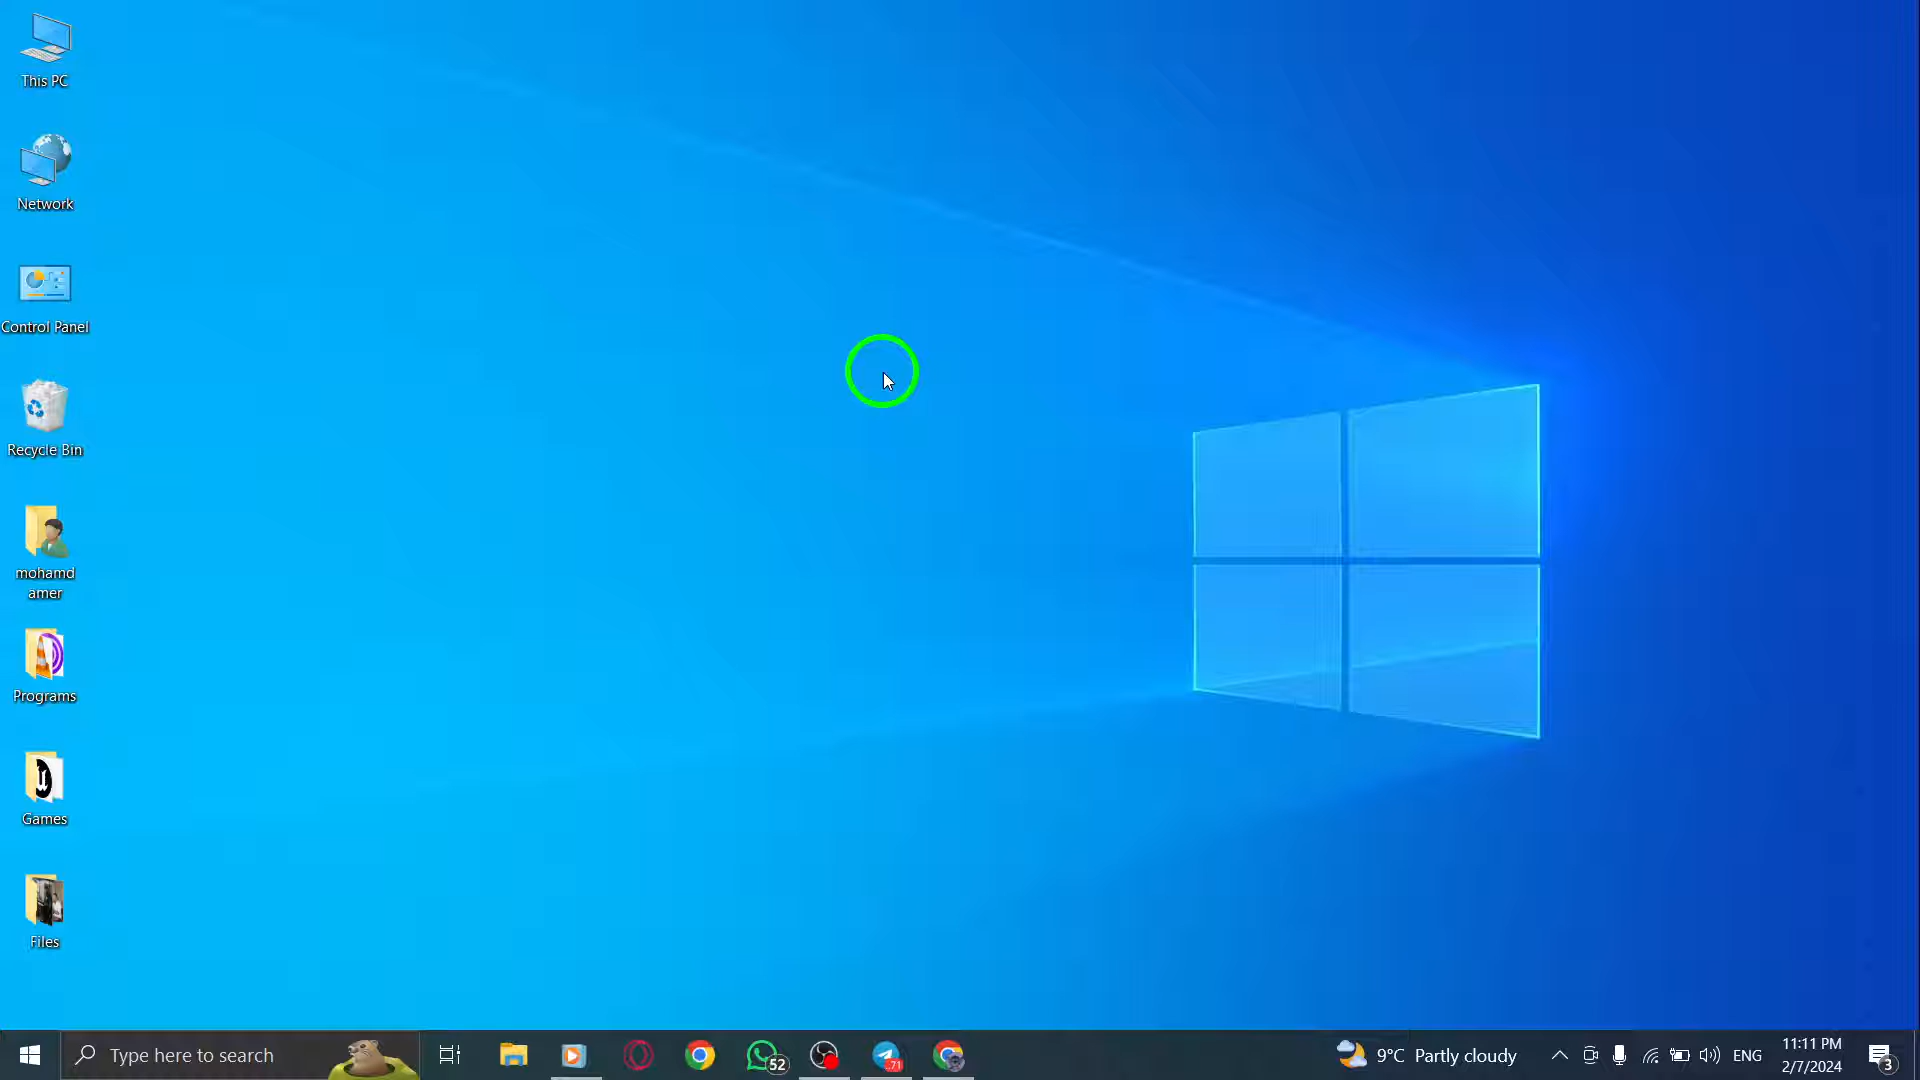 This PC
Network
Control Panel
Recycle Bin
mohamd
amer
Programs
Games
Files
Type here to search
52
71
9°C Partly cloudy
ENG
11:11 PM
2/7/2024
3